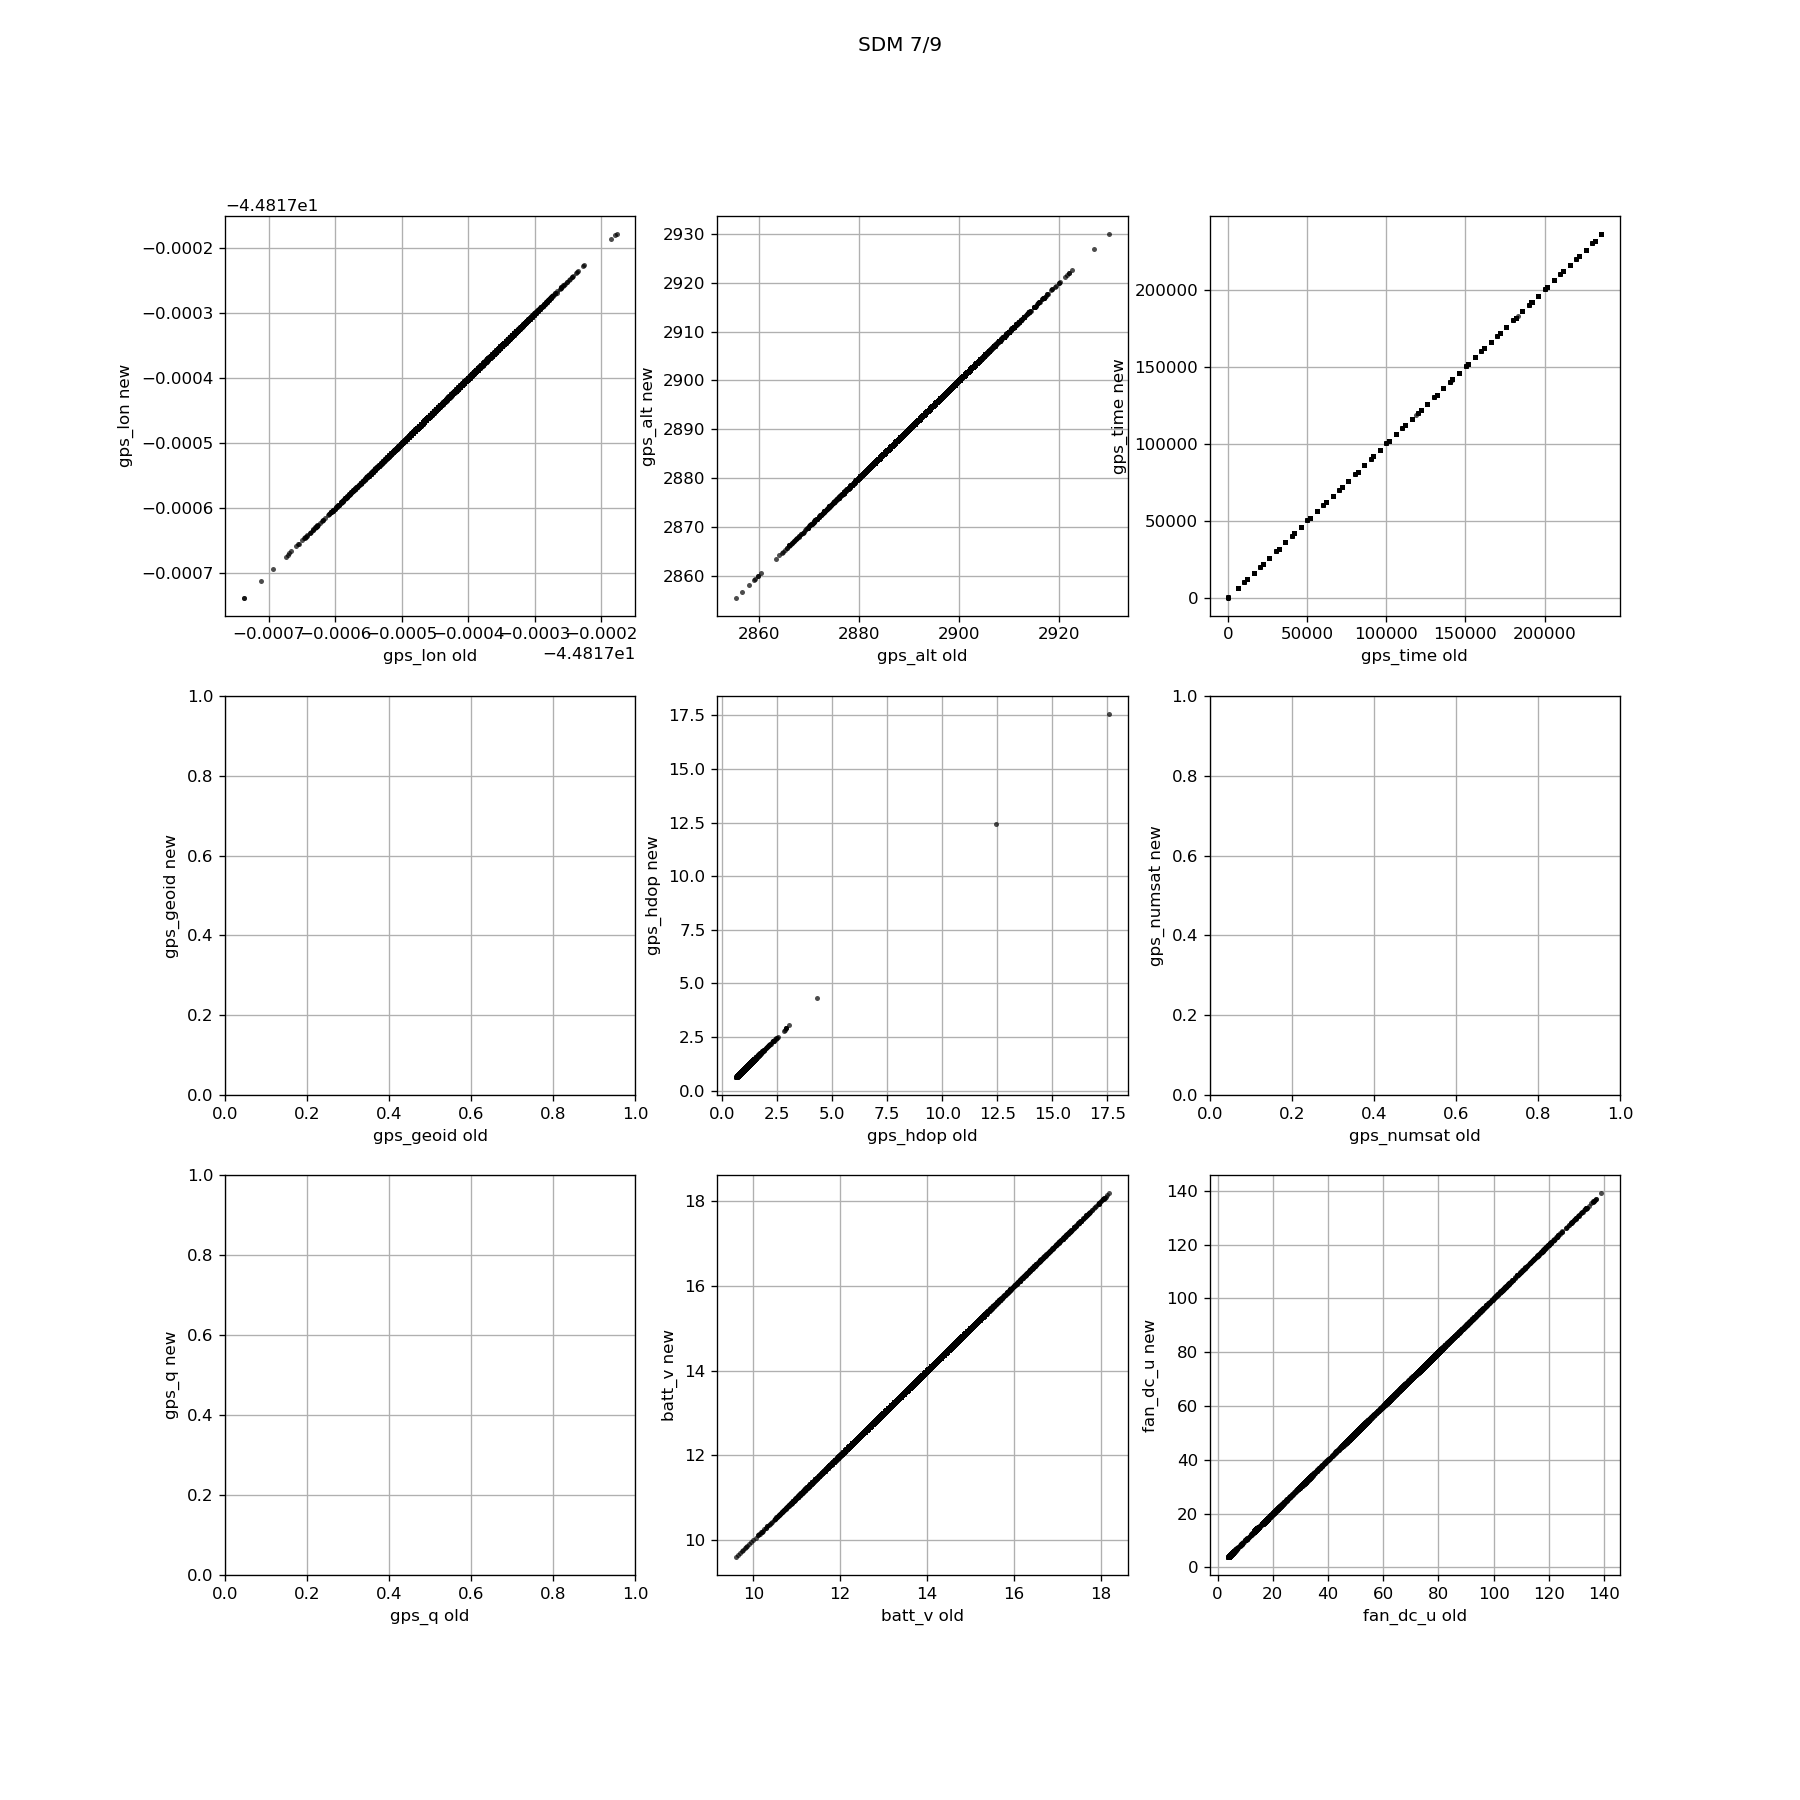 SDM 7/9
−4.4817e1
−0.0002
−0.0003
−0.0004
−0.0005
−0.0006
−0.0007
gps_lon new
−0.0007 −0.0006 −0.0005 −0.0004 −0.0003 −0.0002
gps_lon old
−4.4817e1
2930
2920
2910
2900
2890
2880
2870
2860
gps_alt new
2860 2880 2900 2920
gps_alt old
200000
150000
100000
50000
0
gps_time new
0 50000 100000 150000 200000
gps_time old
1.0
0.8
0.6
0.4
0.2
0.0
gps_geoid new
0.0 0.2 0.4 0.6 0.8 1.0
gps_geoid old
17.5
15.0
12.5
10.0
7.5
5.0
2.5
0.0
gps_hdop new
0.0 2.5 5.0 7.5 10.0 12.5 15.0 17.5
gps_hdop old
1.0
0.8
0.6
0.4
0.2
0.0
gps_numsat new
0.0 0.2 0.4 0.6 0.8 1.0
gps_numsat old
1.0
0.8
0.6
0.4
0.2
0.0
gps_q new
0.0 0.2 0.4 0.6 0.8 1.0
gps_q old
18
16
14
12
10
batt_v new
10 12 14 16 18
batt_v old
140
120
100
80
60
40
20
0
fan_dc_u new
0 20 40 60 80 100 120 140
fan_dc_u old